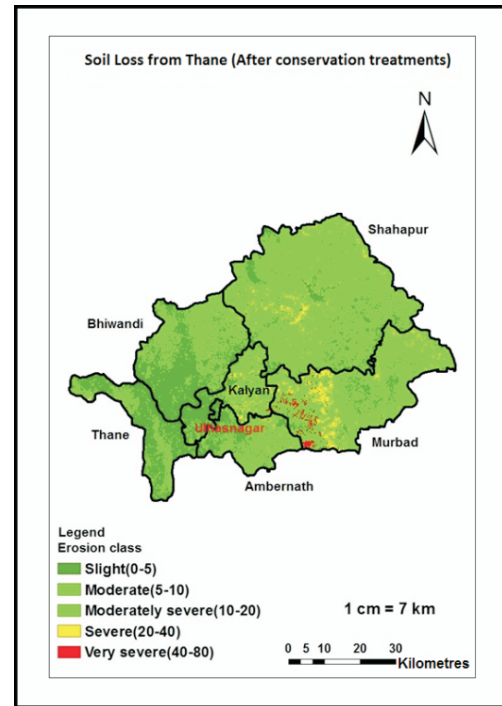 Soil Loss from Thane (After conservation treatments)
N
Shahapur
Bhiwandi
Kalyan
Thane
Ulhasnagar
Murbad
Ambernath
Legend
Erosion class
Slight(0-5)
Moderate(5-10)
Moderately severe(10-20)
Severe(20-40)
Very severe(40-80)
1 cm = 7 km
0 5 10 20 30
Kilometres